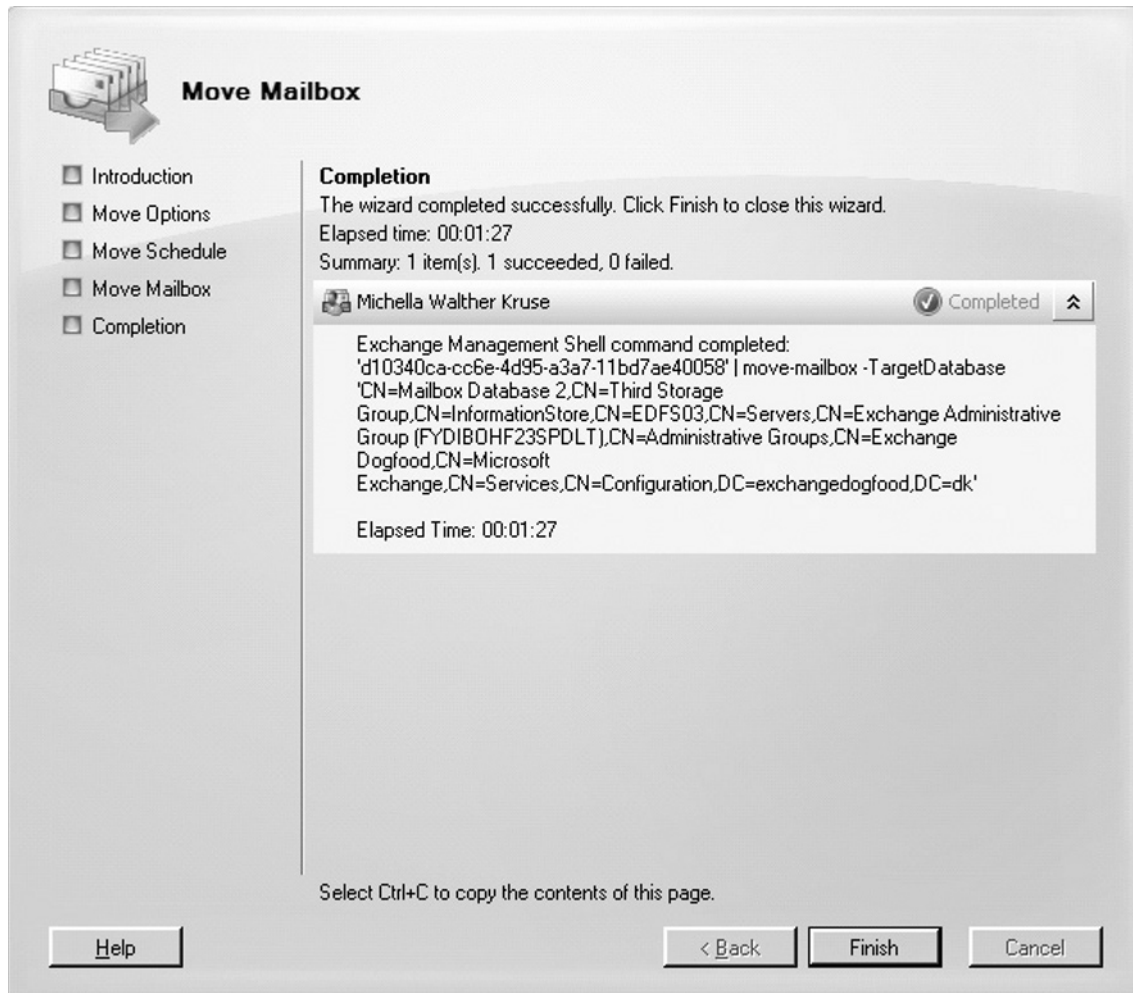 Move Mailbox
Introduction
Move Options
Move Schedule
Move Mailbox
Completion
Completion
The wizard completed successfully. Click Finish to close this wizard.
Elapsed time: 00:01:27
Summary: 1 item(s). 1 succeeded, 0 failed.
Michella Walther Kruse
Completed
Exchange Management Shell command completed:
'd10340ca-cc6e-4d95-a3a7-11bd7ae40058' | move-mailbox -TargetDatabase
'CN=Mailbox Database 2,CN=Third Storage
Group,CN=InformationStore,CN=EDFS03,CN=Servers,CN=Exchange Administrative
Group (FYDIBOHF23SPDLT),CN=Administrative Groups,CN=Exchange
Dogfood,CN=Microsoft
Exchange,CN=Services,CN=Configuration,DC=exchangedogfood,DC=dk'
Elapsed Time: 00:01:27
Select Ctrl+C to copy the contents of this page.
Help
< Back
Finish
Cancel